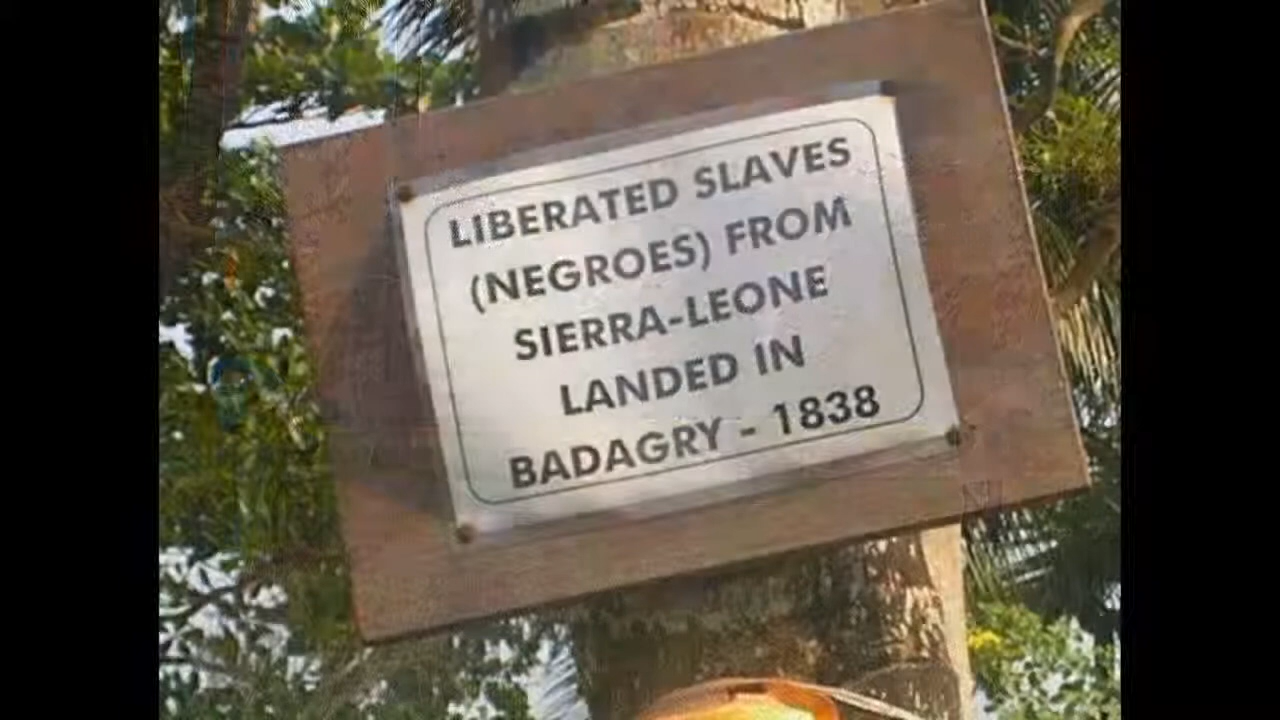 LIBERATED SLAVES
(NEGROES) FROM
SIERRA-LEONE
LANDED IN
BADAGRY - 1838